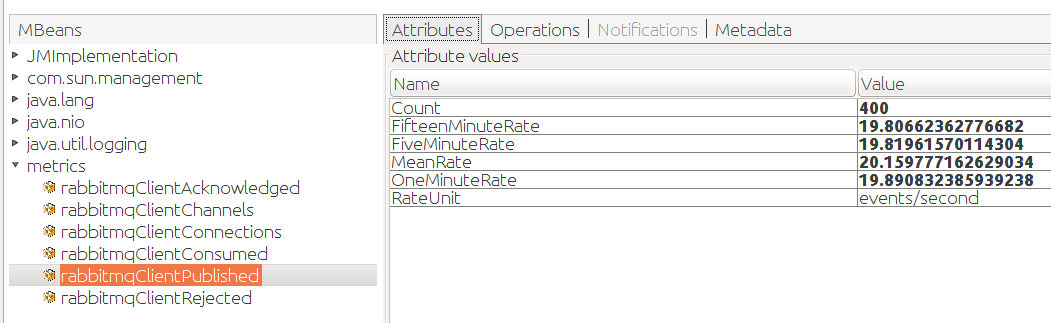 MBeans
JMImplementation
com.sun.management
java.lang
java.nio
java.util.logging
metrics
rabbitmqClientAcknowledged
rabbitmqClientChannels
rabbitmqClientConnections
rabbitmqClientConsumed
rabbitmqClientPublished
rabbitmqClientRejected
Attributes Operations Notifications Metadata
Attribute values
Name Value
Count 400
FifteenMinuteRate 19.80662362776682
FiveMinuteRate 19.81961570114304
MeanRate 20.159777162629034
OneMinuteRate 19.890832385939238
RateUnit events/second